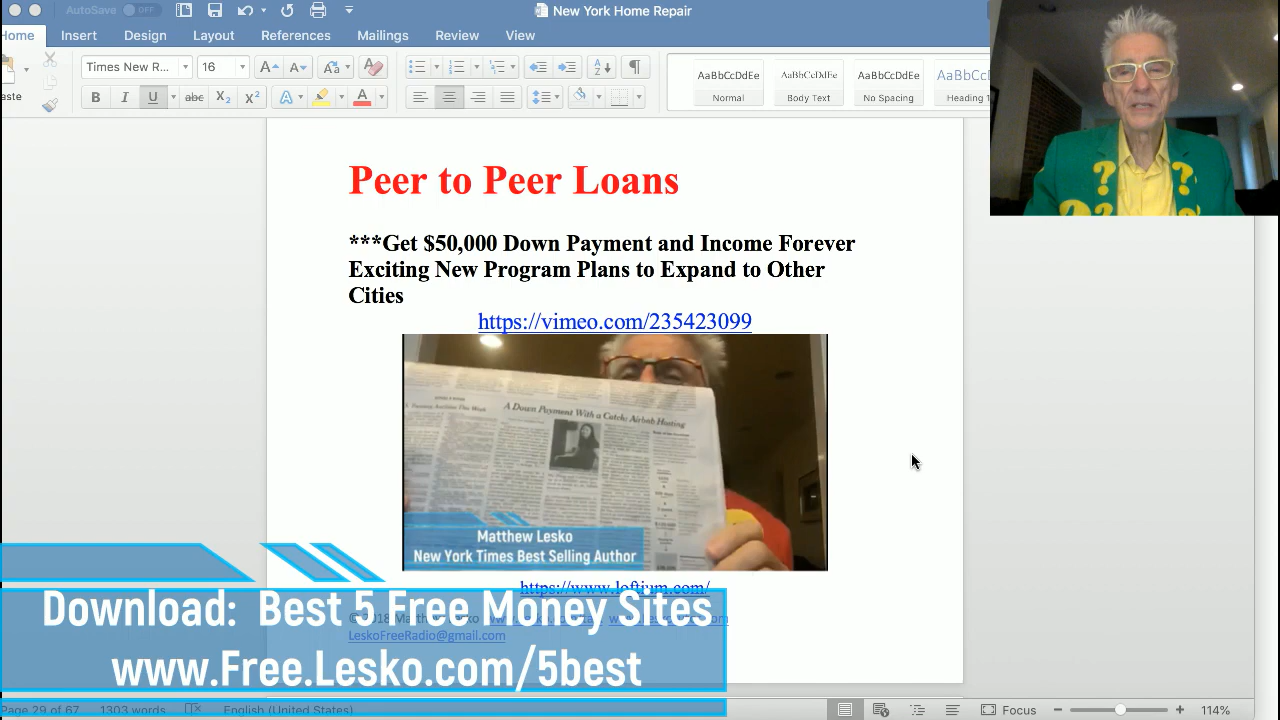 AutoSave OFF
New York Home Repair
Home Insert Design Layout References Mailings Review View
Times New R... 16
AaBbCcDdEe AaBbCcDdEe AaBbCcDdEe AaBbCcDd
Normal Body Text No Spacing Heading 1
Peer to Peer Loans
***Get $50,000 Down Payment and Income Forever
Exciting New Program Plans to Expand to Other
Cities
https://vimeo.com/235423099
A Down Payment With a Catch: Airbnb Hosting
Matthew Lesko
New York Times Best Selling Author
https://www.loftium.com/
Download: Best 5 Free Money Sites
www.Free.Lesko.com/5best
© 2018 Matthew Lesko
LeskoFreeRadio@gmail.com
Page 29 of 67 1303 words English (United States) Focus 114%